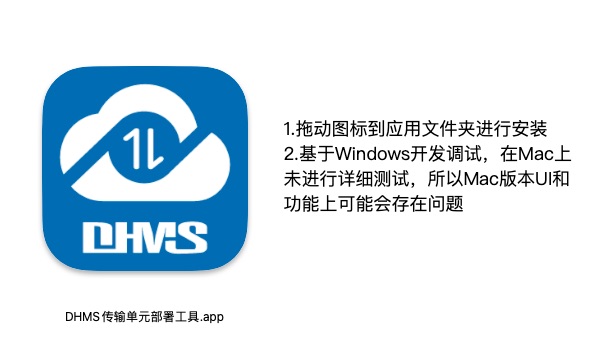 DHMS
DHMS传输单元部署工具.app
1.拖动图标到应用文件夹进行安装
2.基于Windows开发调试，在Mac上
未进行详细测试，所以Mac版本UI和
功能上可能会存在问题